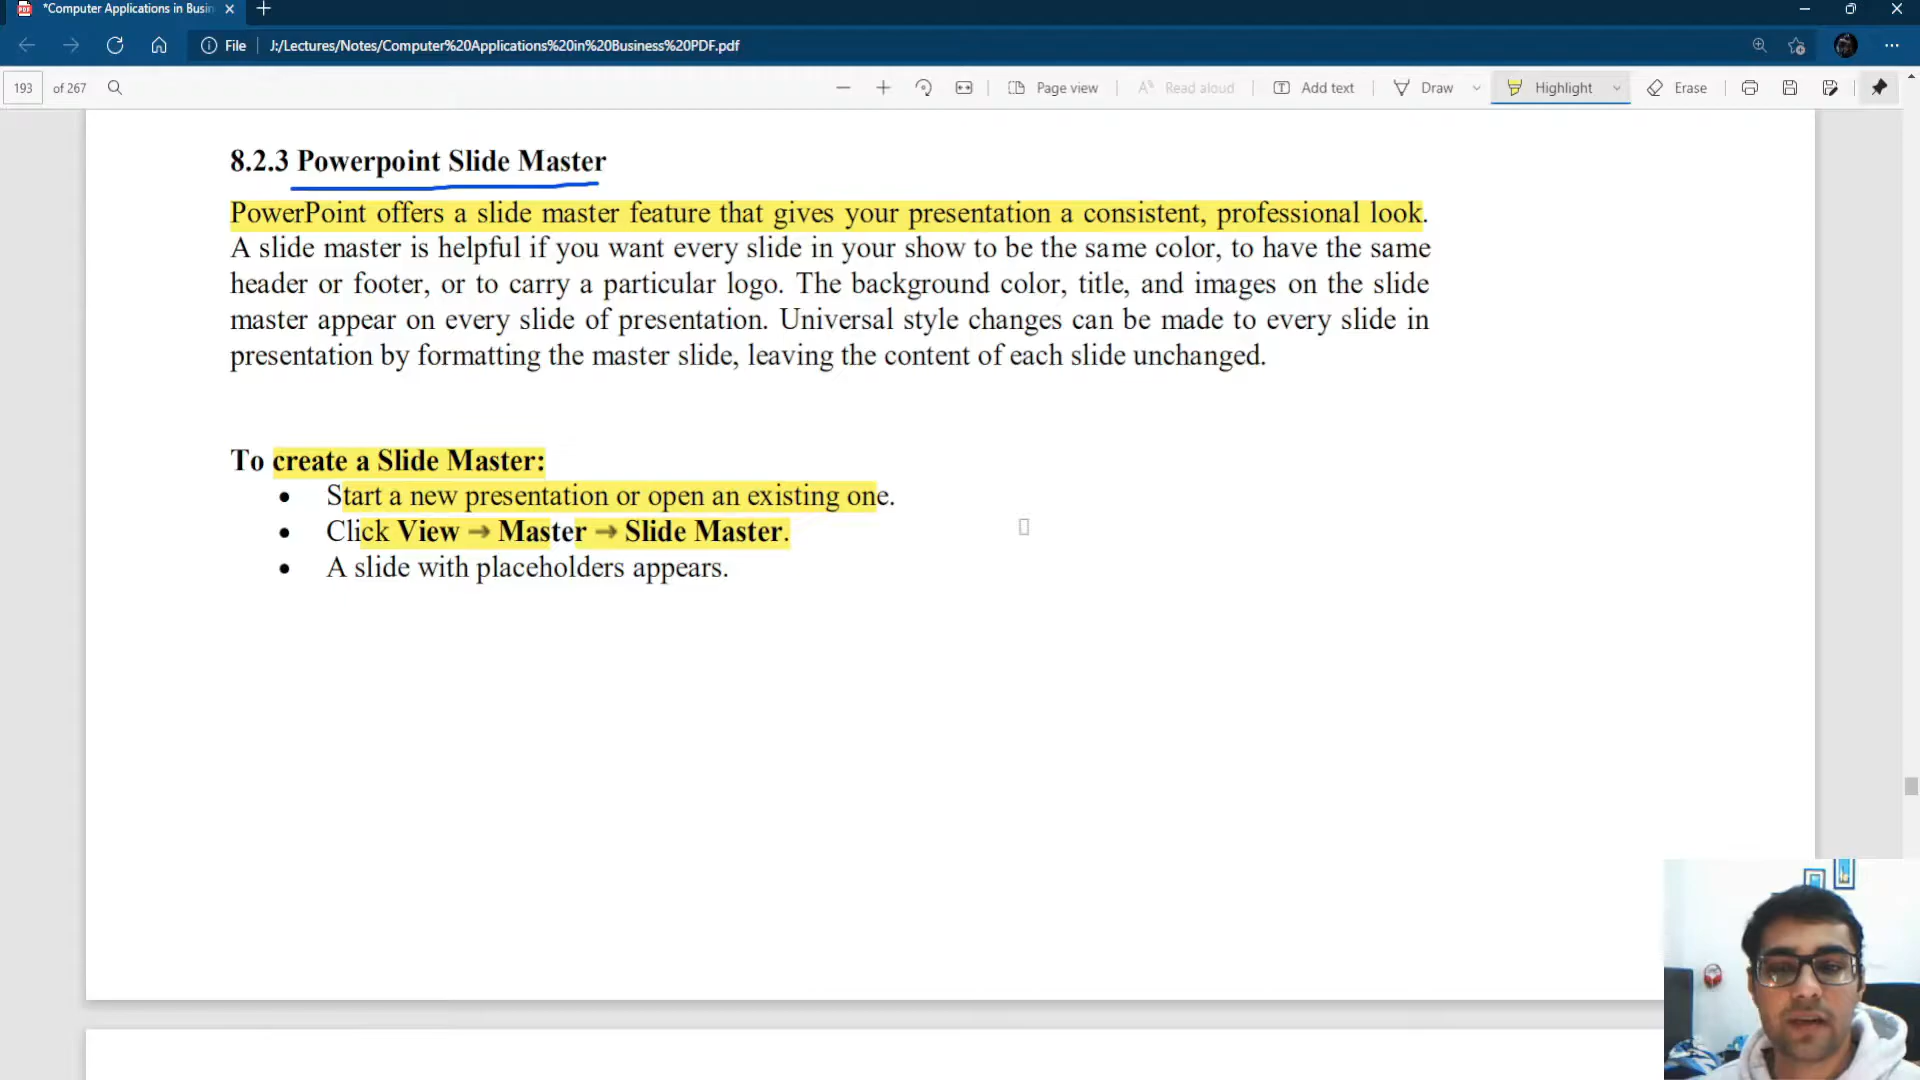 *Computer Applications in Busin
File J:/Lectures/Notes/Computer%20Applications%20in%20Business%20PDF.pdf
193 of 267 Page view Read aloud Add text Draw Highlight Erase
8.2.3 Powerpoint Slide Master
PowerPoint offers a slide master feature that gives your presentation a consistent, professional look.
A slide master is helpful if you want every slide in your show to be the same color, to have the same
header or footer, or to carry a particular logo. The background color, title, and images on the slide
master appear on every slide of presentation. Universal style changes can be made to every slide in
presentation by formatting the master slide, leaving the content of each slide unchanged.
To create a Slide Master:
• Start a new presentation or open an existing one.
• Click View → Master → Slide Master.
• A slide with placeholders appears.